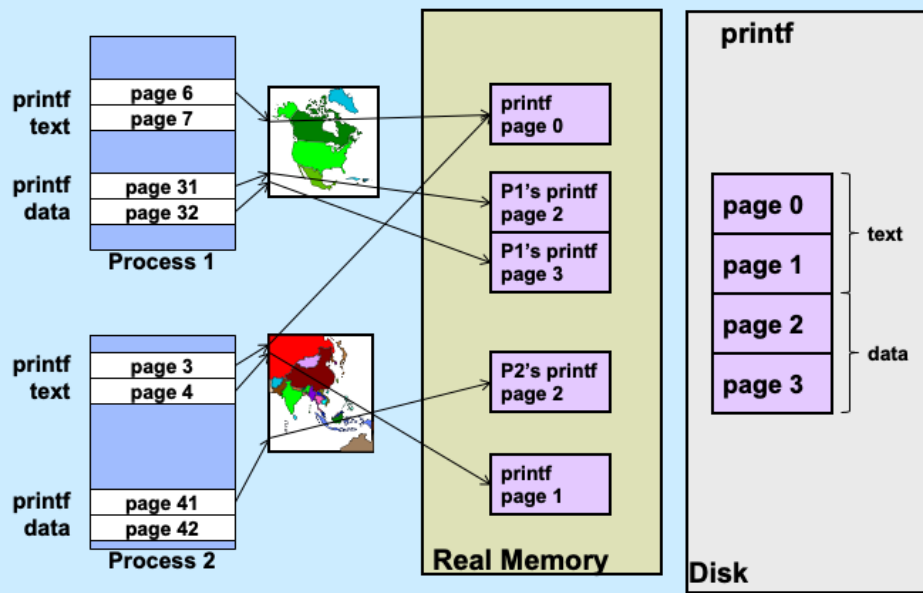 printf
text
page 6
page 7
printf
data
page 31
page 32
Process 1
printf
text
page 3
page 4
printf
data
page 41
page 42
Process 2
printf
page 0
P1's printf
page 2
P1's printf
page 3
P2's printf
page 2
printf
page 1
Real Memory
printf
page 0
page 1
text
page 2
page 3
data
Disk